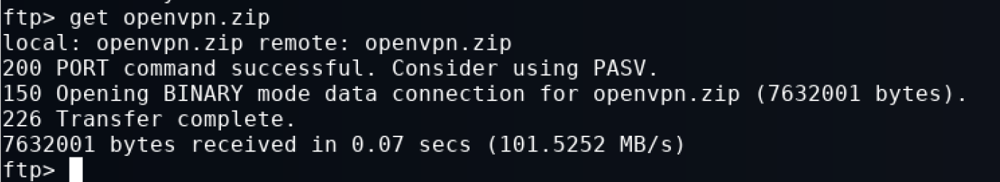 ftp> get openvpn.zip
local: openvpn.zip remote: openvpn.zip
200 PORT command successful. Consider using PASV.
150 Opening BINARY mode data connection for openvpn.zip (7632001 bytes).
226 Transfer complete.
7632001 bytes received in 0.07 secs (101.5252 MB/s)
ftp>